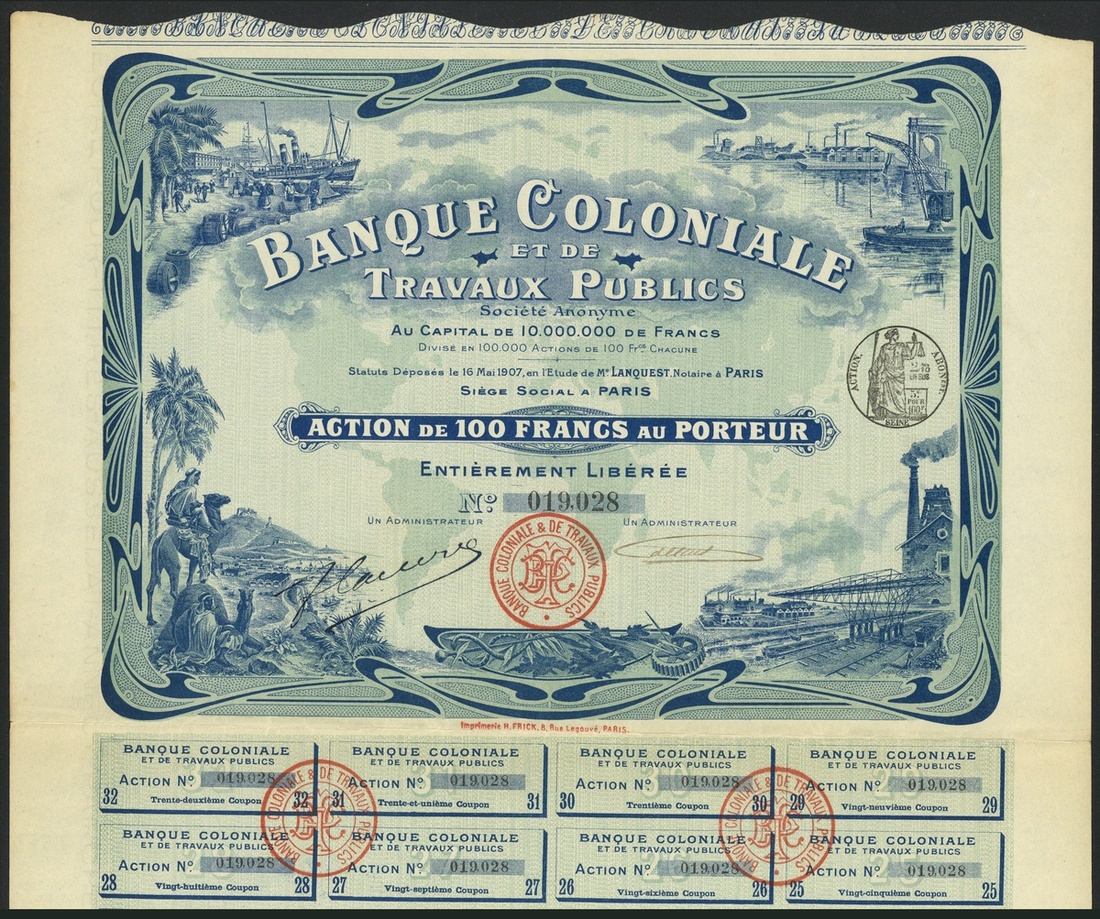 BANQUE COLONIALE
ET DE
TRAVAUX PUBLICS
Société Anonyme
AU CAPITAL DE 10.000.000 DE FRANCS
DIVISÉ EN 100.000 ACTIONS DE 100 FRCS CHACUNE
Statuts Déposés le 16 Mai 1907, en l'Etude de Me LANQUEST, Notaire à PARIS
SIÈGE SOCIAL A PARIS
ACTION.
ABONt.
5c POUR 100f
SEINE
ACTION DE 100 FRANCS AU PORTEUR
ENTIÈREMENT LIBÉRÉE
No. 019,028
UN ADMINISTRATEUR
UN ADMINISTRATEUR
BANQUE COLONIALE & DE TRAVAUX PUBLICS
Imprimerie H. FRICK, 8, Rue Legouvé, PARIS.
BANQUE COLONIALE
ET DE TRAVAUX PUBLICS
ACTION No. 019,028
32 Trente-deuxième Coupon 32
BANQUE COLONIALE
ET DE TRAVAUX PUBLICS
ACTION No. 019,028
31 Trente-et-unième Coupon 31
BANQUE COLONIALE
ET DE TRAVAUX PUBLICS
ACTION No. 019,028
30 Trentième Coupon 30
BANQUE COLONIALE
ET DE TRAVAUX PUBLICS
ACTION No. 019,028
29 Vingt-neuvième Coupon 29
BANQUE COLONIALE
ET DE TRAVAUX PUBLICS
ACTION No. 019,028
28 Vingt-huitième Coupon 28
BANQUE COLONIALE
ET DE TRAVAUX PUBLICS
ACTION No. 019,028
27 Vingt-septième Coupon 27
BANQUE COLONIALE
ET DE TRAVAUX PUBLICS
ACTION No. 019,028
26 Vingt-sixième Coupon 26
BANQUE COLONIALE
ET DE TRAVAUX PUBLICS
ACTION No. 019,028
25 Vingt-cinquième Coupon 25